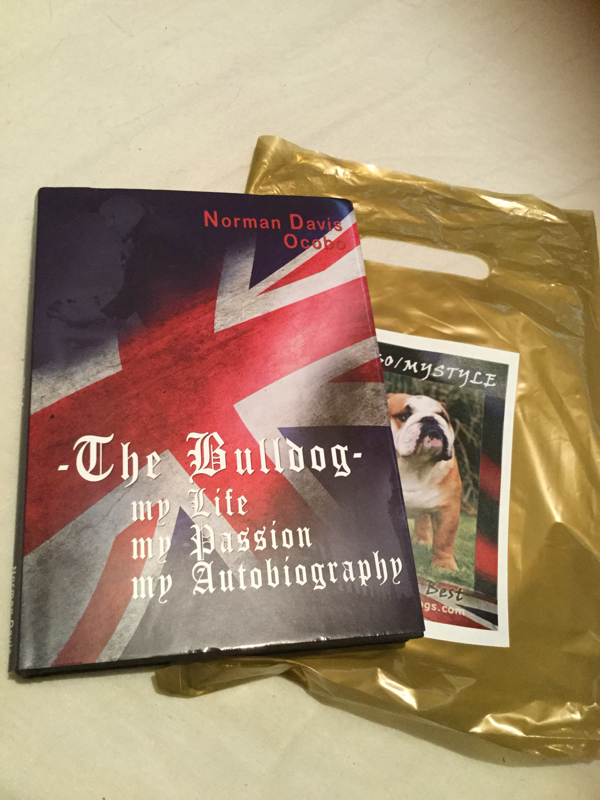 Norman Davis
Ocobo
-The Bulldog-
my Life
my Passion
my Autobiography
O/MYSTYLE
Best
gs.com